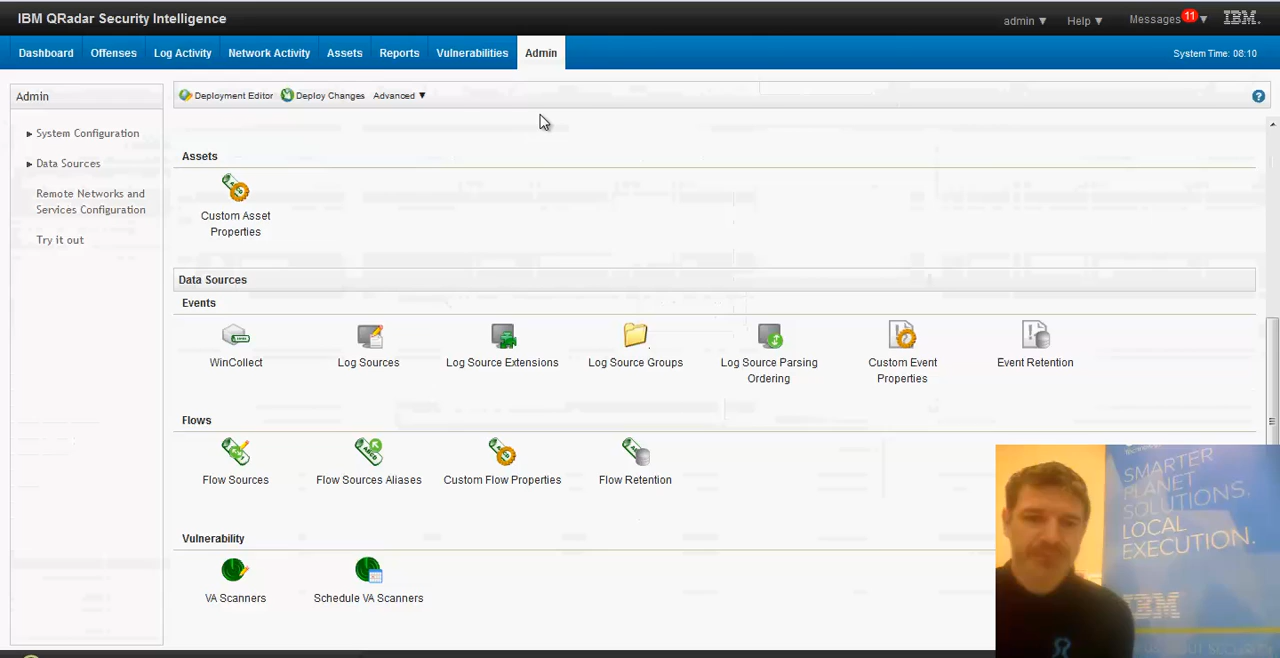 IBM QRadar Security Intelligence
admin ▼ Help ▼ Messages 11 ▼ IBM.
Dashboard Offenses Log Activity Network Activity Assets Reports Vulnerabilities Admin System Time: 08:10
Admin
Deployment Editor Deploy Changes Advanced ▼
System Configuration
Data Sources
Remote Networks and
Services Configuration
Try it out
Assets
Custom Asset
Properties
Data Sources
Events
WinCollect Log Sources Log Source Extensions Log Source Groups Log Source Parsing
Ordering Custom Event
Properties Event Retention
Flows
Flow Sources Flow Sources Aliases Custom Flow Properties Flow Retention
Vulnerability
VA Scanners Schedule VA Scanners
SMARTER
PLANET
SOLUTIONS.
LOCAL
EXECUTION.
IBM